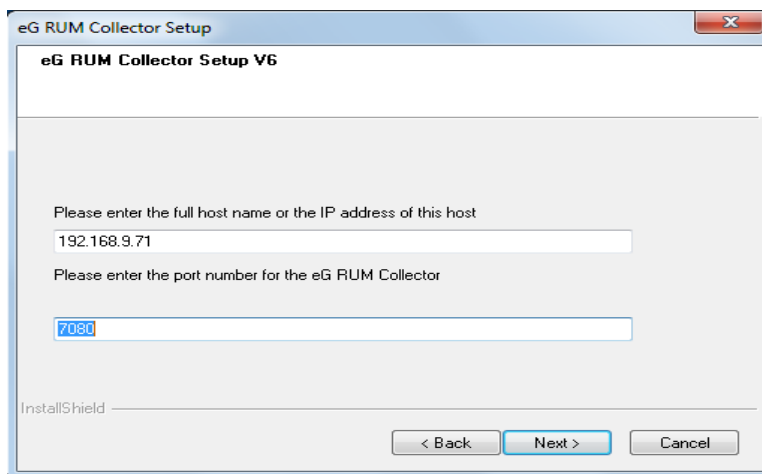 eG RUM Collector Setup
eG RUM Collector Setup V6
Please enter the full host name or the IP address of this host
192.168.9.71
Please enter the port number for the eG RUM Collector
7080
InstallShield
< Back
Next >
Cancel